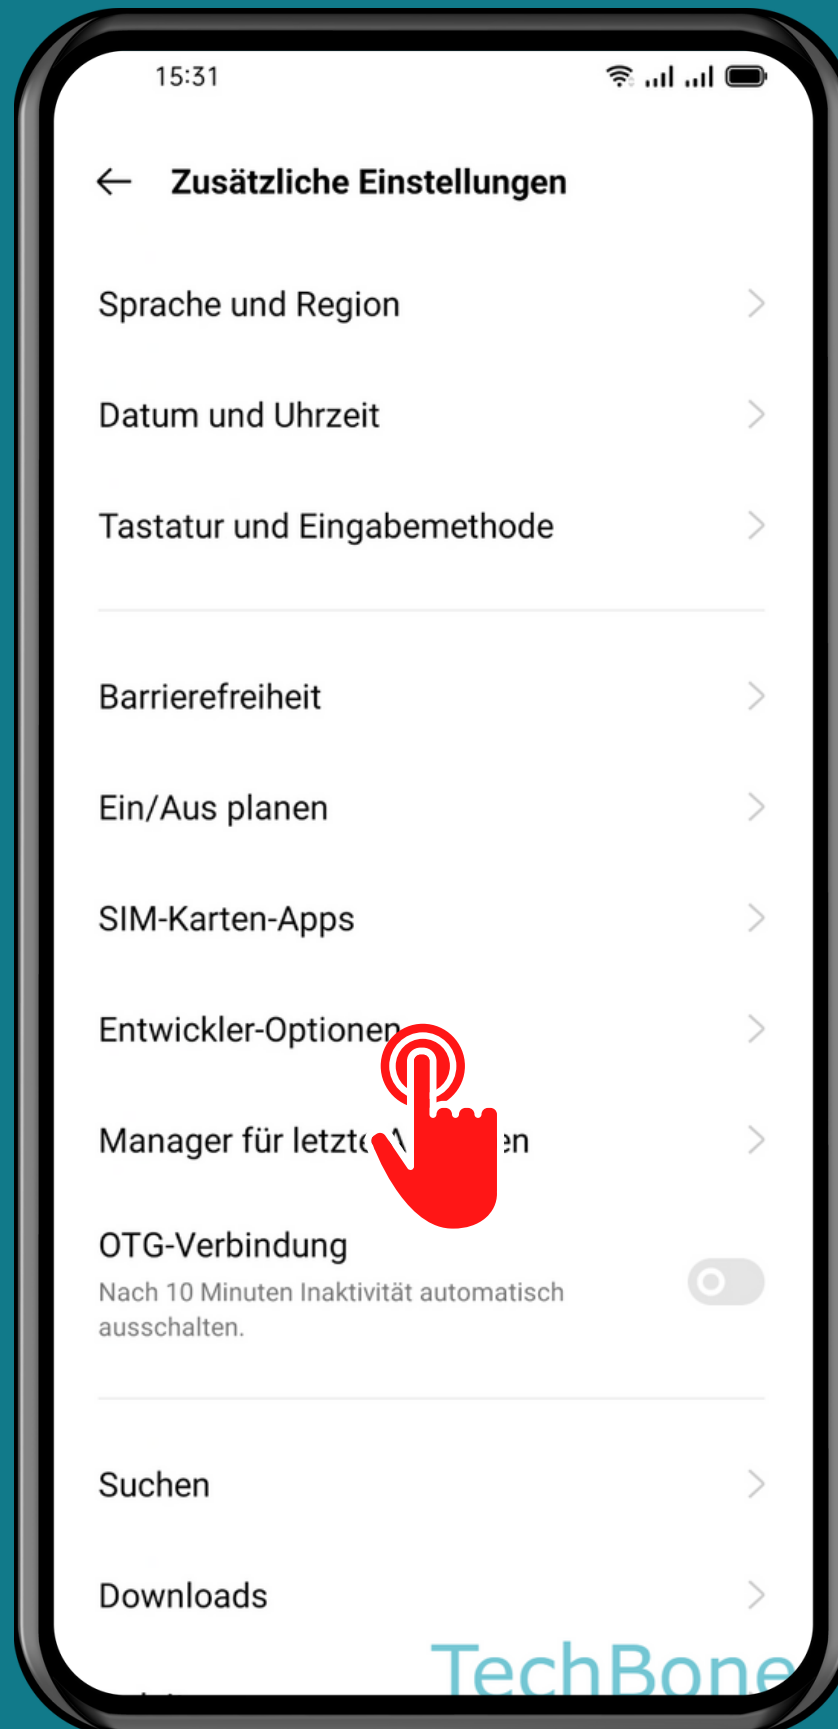 15:31
Zusätzliche Einstellungen
Sprache und Region
Datum und Uhrzeit
Tastatur und Eingabemethode
Barrierefreiheit
Ein/Aus planen
SIM-Karten-Apps
Entwickler-Optionen
Manager für letzte
OTG-Verbindung
Nach 10 Minuten Inaktivität automatisch
ausschalten.
Suchen
Downloads
TechBone